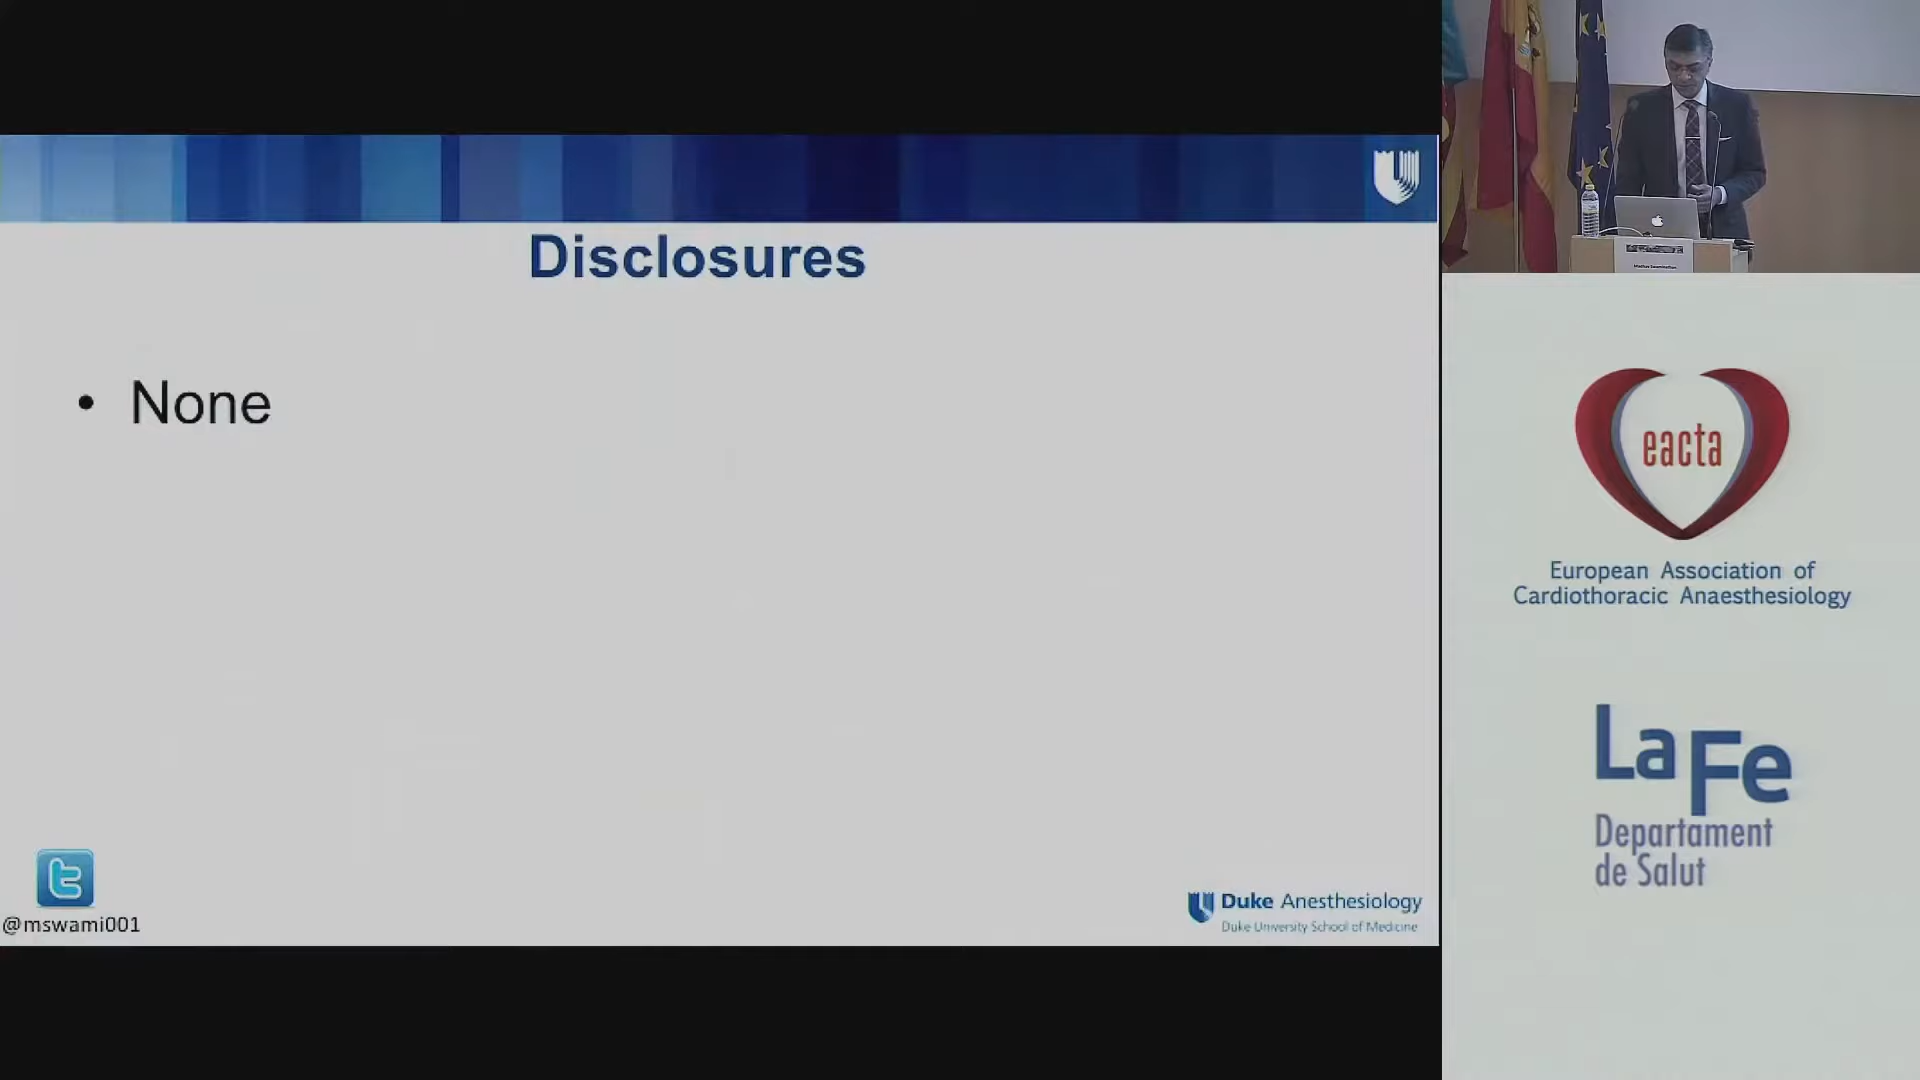 Disclosures
• None
@mswami001
Duke Anesthesiology
Duke University School of Medicine
eacta
European Association of
Cardiothoracic Anaesthesiology
La Fe
Departament
de Salut